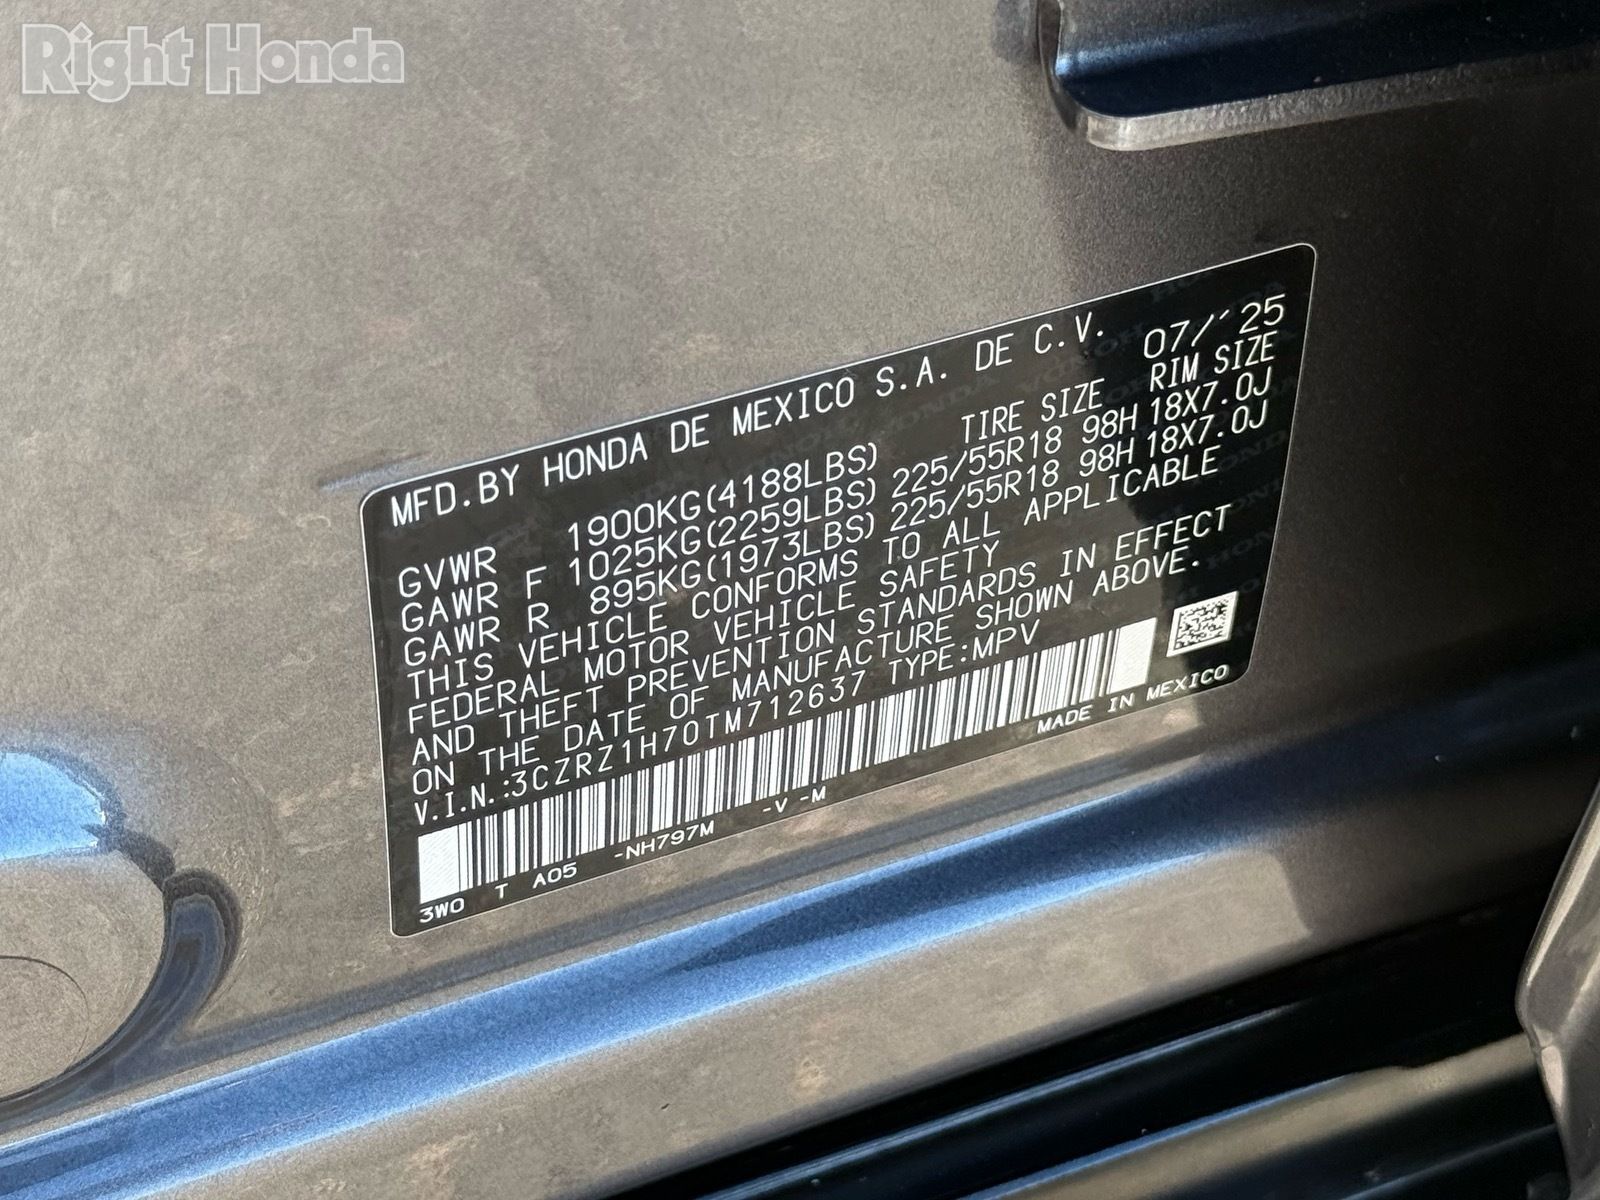 Right Honda
MFD.BY HONDA DE MEXICO S.A. DE C.V. 07/'25
TIRE SIZE RIM SIZE
GVWR 1900KG(4188LBS)
GAWR F 1025KG(2259LBS) 225/55R18 98H 18X7.0J
GAWR R 895KG(1973LBS) 225/55R18 98H 18X7.0J
THIS VEHICLE CONFORMS TO ALL APPLICABLE
FEDERAL MOTOR VEHICLE SAFETY
AND THEFT PREVENTION STANDARDS IN EFFECT
ON THE DATE OF MANUFACTURE SHOWN ABOVE.
V.I.N.:3CZRZ1H70TM712637 TYPE:MPV
MADE IN MEXICO
3W0 T A05 -NH797M -V -M